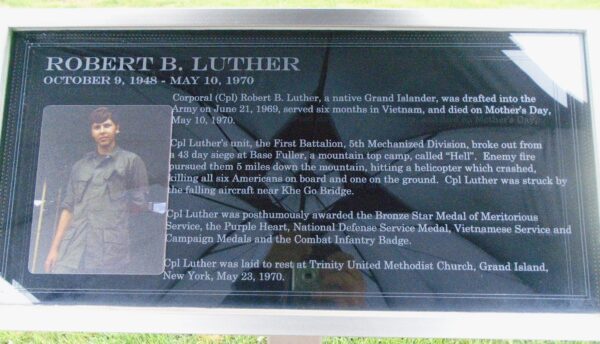 ROBERT B. LUTHER
OCTOBER 9, 1948 - MAY 10, 1970
Corporal (Cpl) Robert B. Luther, a native Grand Islander, was drafted into the
Army on June 21, 1969, served six months in Vietnam, and died on Mother's Day,
May 10, 1970.
Cpl Luther's unit, the First Battalion, 5th Mechanized Division, broke out from
a 43 day siege at Base Fuller, a mountain top camp, called "Hell". Enemy fire
pursued them 5 miles down the mountain, hitting a helicopter which crashed,
killing all six Americans on board and one on the ground. Cpl Luther was struck by
the falling aircraft near Khe Go Bridge.
Cpl Luther was posthumously awarded the Bronze Star Medal of Meritorious
Service, the Purple Heart, National Defense Service Medal, Vietnamese Service and
Campaign Medals and the Combat Infantry Badge.
Cpl Luther was laid to rest at Trinity United Methodist Church, Grand Island,
New York, May 23, 1970.